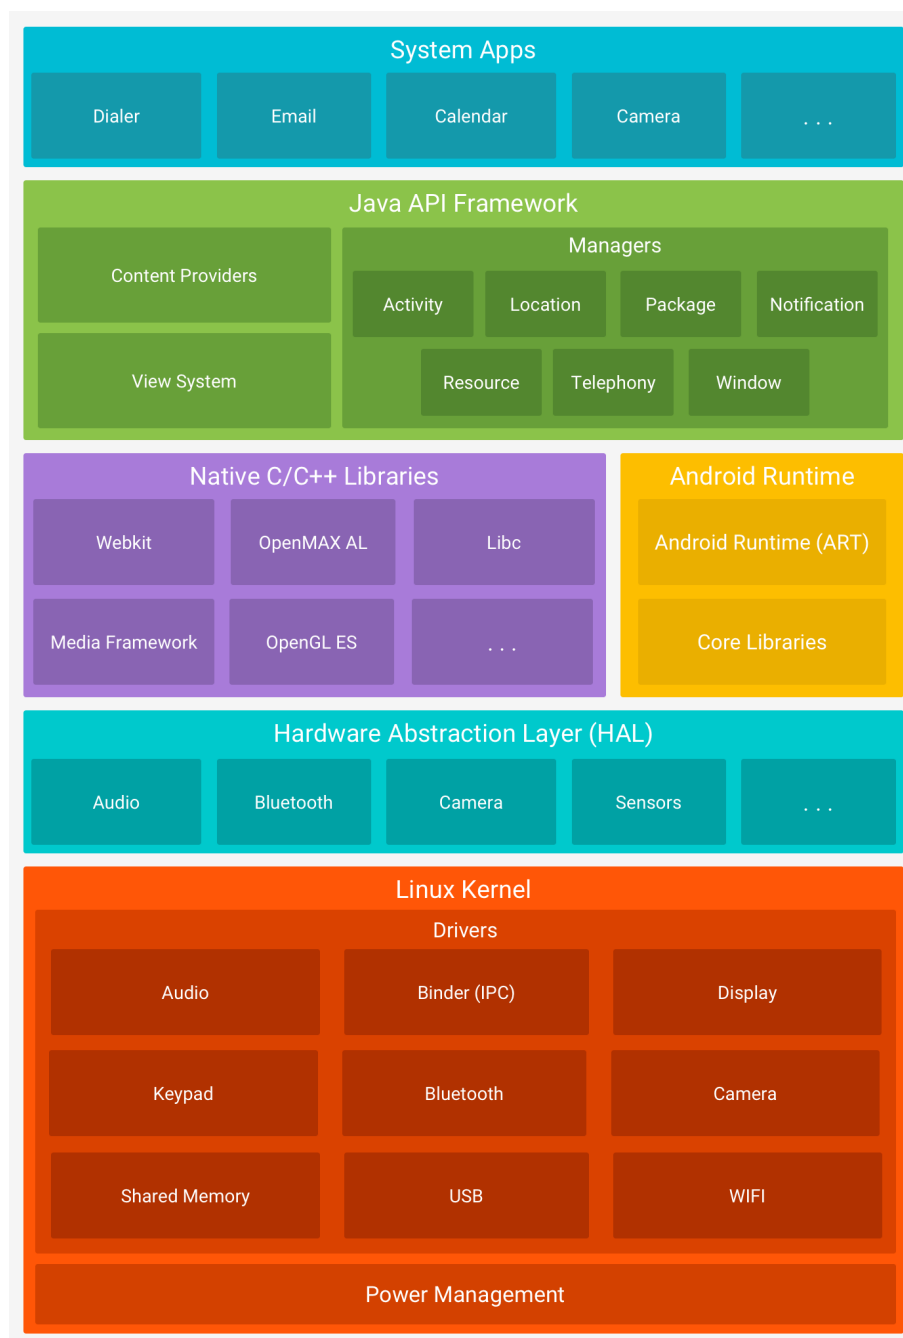 System Apps
Dialer
Email
Calendar
Camera
. . .
Java API Framework
Content Providers
View System
Managers
Activity
Location
Package
Notification
Resource
Telephony
Window
Native C/C++ Libraries
Webkit
OpenMAX AL
Libc
Media Framework
OpenGL ES
. . .
Android Runtime
Android Runtime (ART)
Core Libraries
Hardware Abstraction Layer (HAL)
Audio
Bluetooth
Camera
Sensors
. . .
Linux Kernel
Drivers
Audio
Binder (IPC)
Display
Keypad
Bluetooth
Camera
Shared Memory
USB
WIFI
Power Management